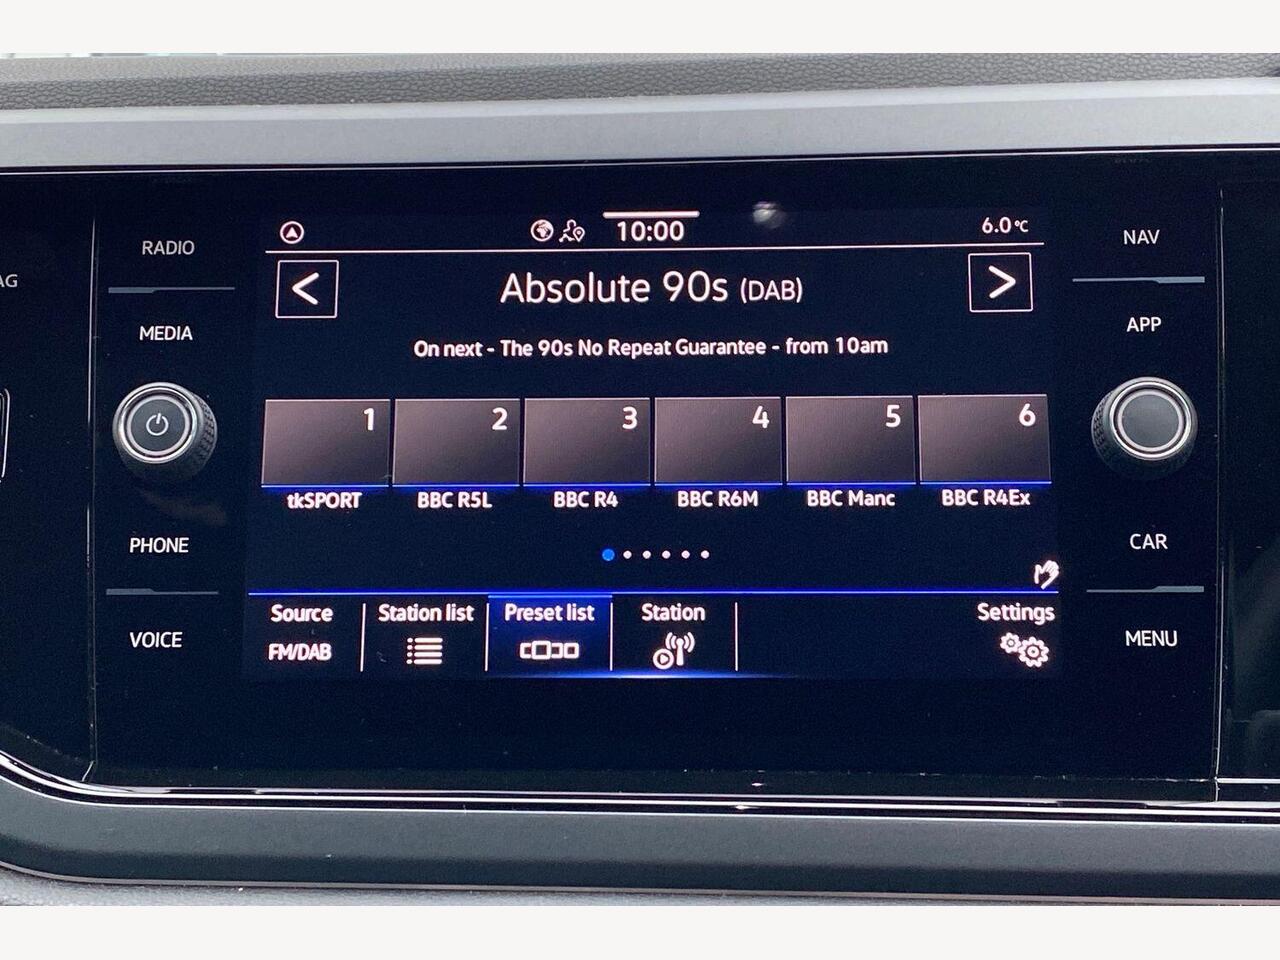 RADIO
MEDIA
PHONE
VOICE
10:00
6.0°C
< Absolute 90s (DAB) >
On next - The 90s No Repeat Guarantee - from 10am
1 2 3 4 5 6
tkSPORT BBC R5L BBC R4 BBC R6M BBC Manc BBC R4Ex
Source Station list Preset list Station Settings
FM/DAB
NAV
APP
CAR
MENU